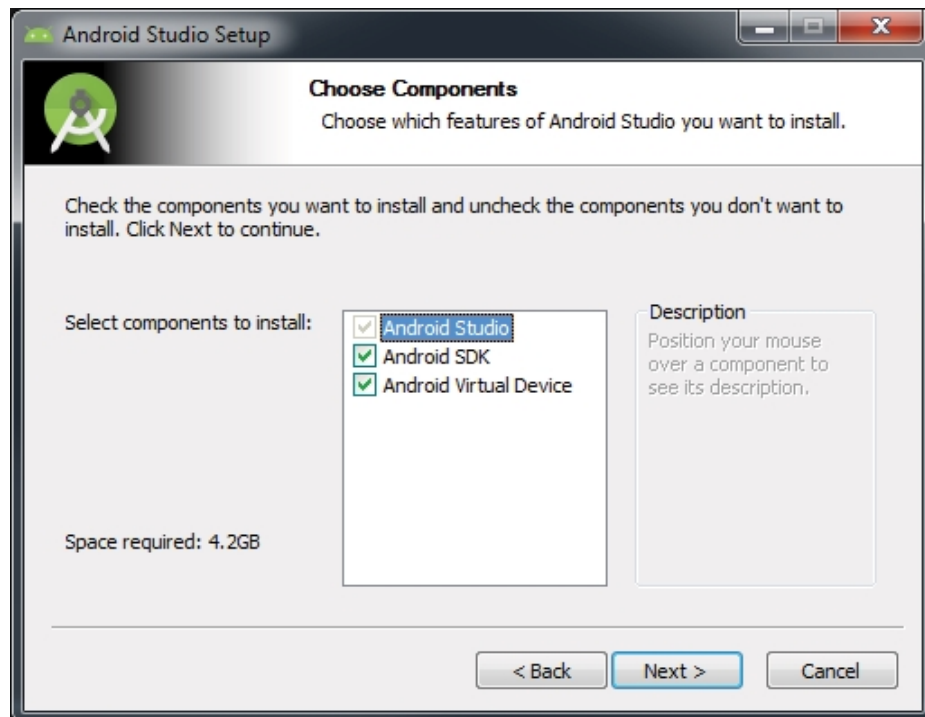 Android Studio Setup
Choose Components
Choose which features of Android Studio you want to install.
Check the components you want to install and uncheck the components you don't want to
install. Click Next to continue.
Select components to install:
Android Studio
Android SDK
Android Virtual Device
Description
Position your mouse
over a component to
see its description.
Space required: 4.2GB
< Back
Next >
Cancel